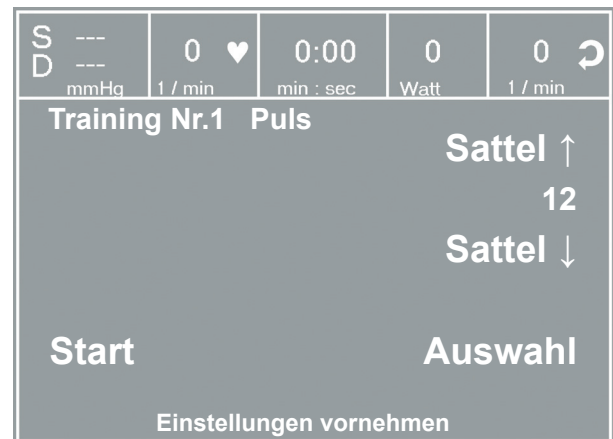 S --- 0 ♥ 0:00 0 0
D ---
mmHg 1 / min min : sec Watt 1 / min
Training Nr.1 Puls
Sattel ↑
12
Sattel ↓
Start Auswahl
Einstellungen vornehmen